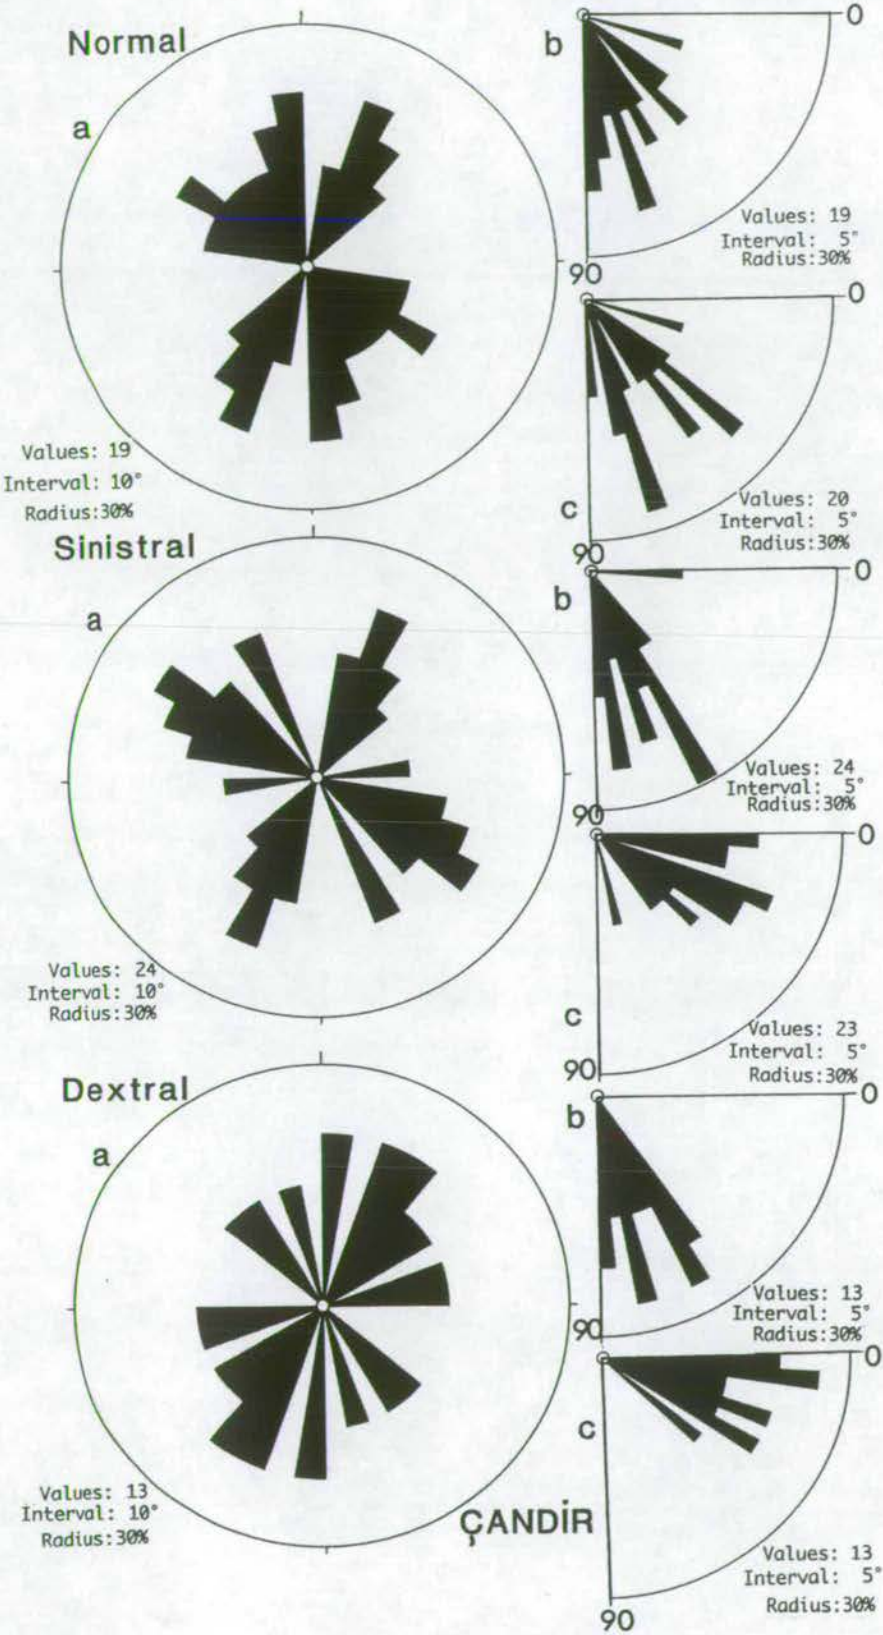 Normal
a
Values: 19
Interval: 10°
Radius:30%
b
0
Values: 19
Interval: 5°
Radius:30%
90
0
c
Values: 20
Interval: 5°
Radius:30%
90
Sinistral
a
Values: 24
Interval: 10°
Radius:30%
b
0
Values: 24
Interval: 5°
Radius:30%
90
0
c
Values: 23
Interval: 5°
Radius:30%
90
Dextral
a
Values: 13
Interval: 10°
Radius:30%
b
0
Values: 13
Interval: 5°
Radius:30%
90
0
c
Values: 13
Interval: 5°
Radius:30%
90
ÇANDİR